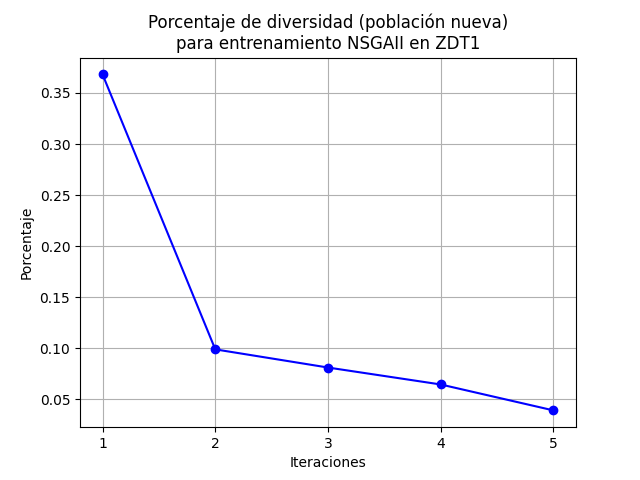 Porcentaje de diversidad (población nueva)
para entrenamiento NSGAII en ZDT1
0.35
0.30
0.25
0.20
0.15
0.10
0.05
Porcentaje
1 2 3 4 5
Iteraciones